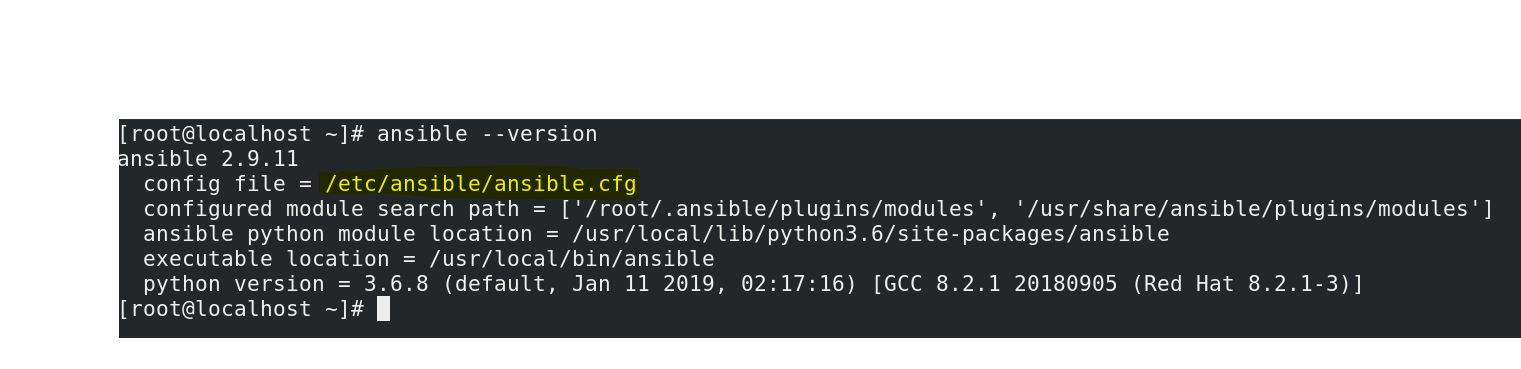 [root@localhost ~]# ansible --version
ansible 2.9.11
  config file = /etc/ansible/ansible.cfg
  configured module search path = ['/root/.ansible/plugins/modules', '/usr/share/ansible/plugins/modules']
  ansible python module location = /usr/local/lib/python3.6/site-packages/ansible
  executable location = /usr/local/bin/ansible
  python version = 3.6.8 (default, Jan 11 2019, 02:17:16) [GCC 8.2.1 20180905 (Red Hat 8.2.1-3)]
[root@localhost ~]#